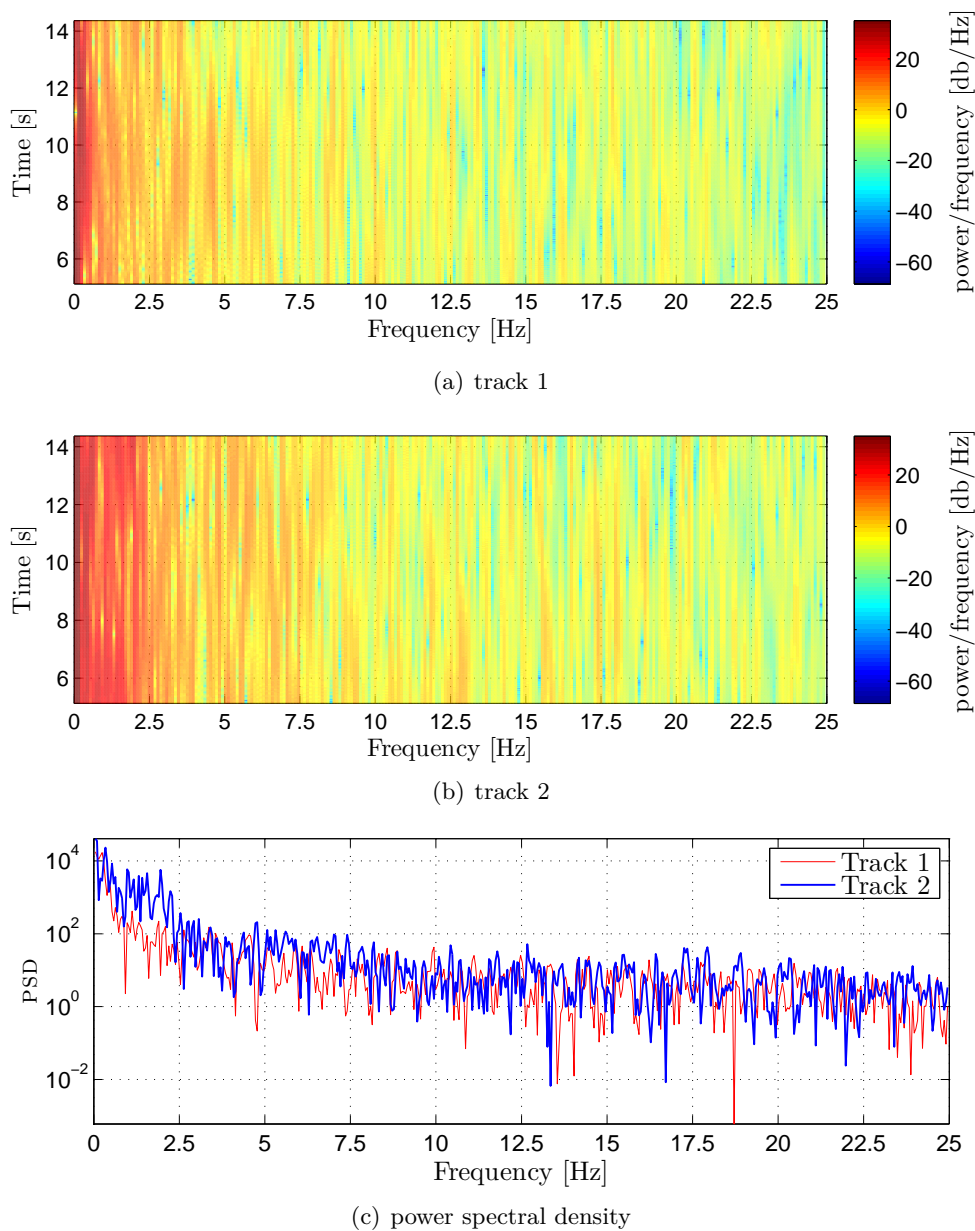 14
12
10
8
6
Time [s]
0 2.5 5 7.5 10 12.5 15 17.5 20 22.5 25
Frequency [Hz]
20
0
−20
−40
−60
power/frequency [db/Hz]
(a) track 1
14
12
10
8
6
Time [s]
0 2.5 5 7.5 10 12.5 15 17.5 20 22.5 25
Frequency [Hz]
20
0
−20
−40
−60
power/frequency [db/Hz]
(b) track 2
10^4
10^2
10^0
10^−2
PSD
Track 1
Track 2
0 2.5 5 7.5 10 12.5 15 17.5 20 22.5 25
Frequency [Hz]
(c) power spectral density